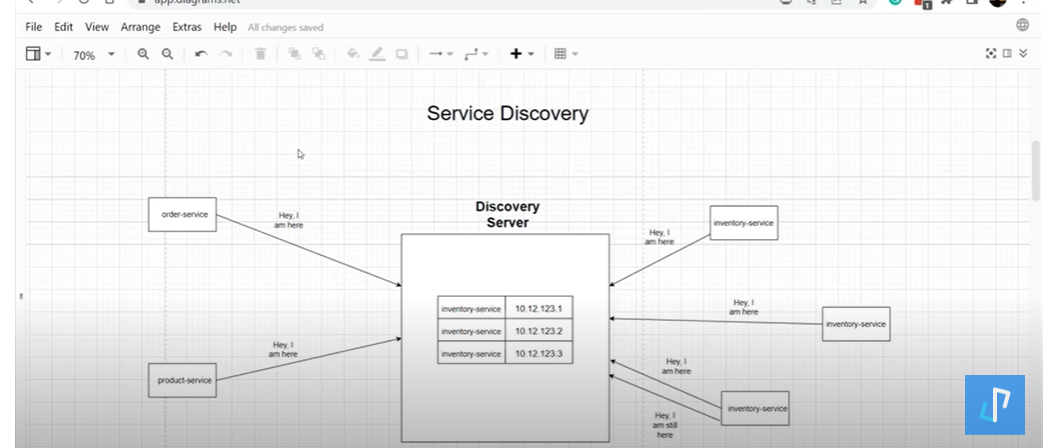 app.diagrams.net
File Edit View Arrange Extras Help All changes saved
70%
1
Service Discovery
order-service
Hey, I
am here
Discovery
Server
inventory-service
Hey, I
am here
inventory-service 10.12.123.1
inventory-service 10.12.123.2
inventory-service 10.12.123.3
Hey, I
am here
inventory-service
Hey, I
am here
product-service
Hey, I
am here
inventory-service
Hey, I
am still
here